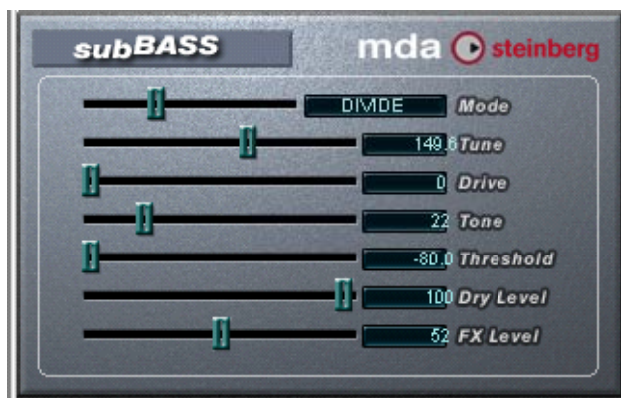 subBASS mda steinberg
DIVIDE Mode
149.6 Tune
0 Drive
22 Tone
-80.0 Threshold
100 Dry Level
52 FX Level